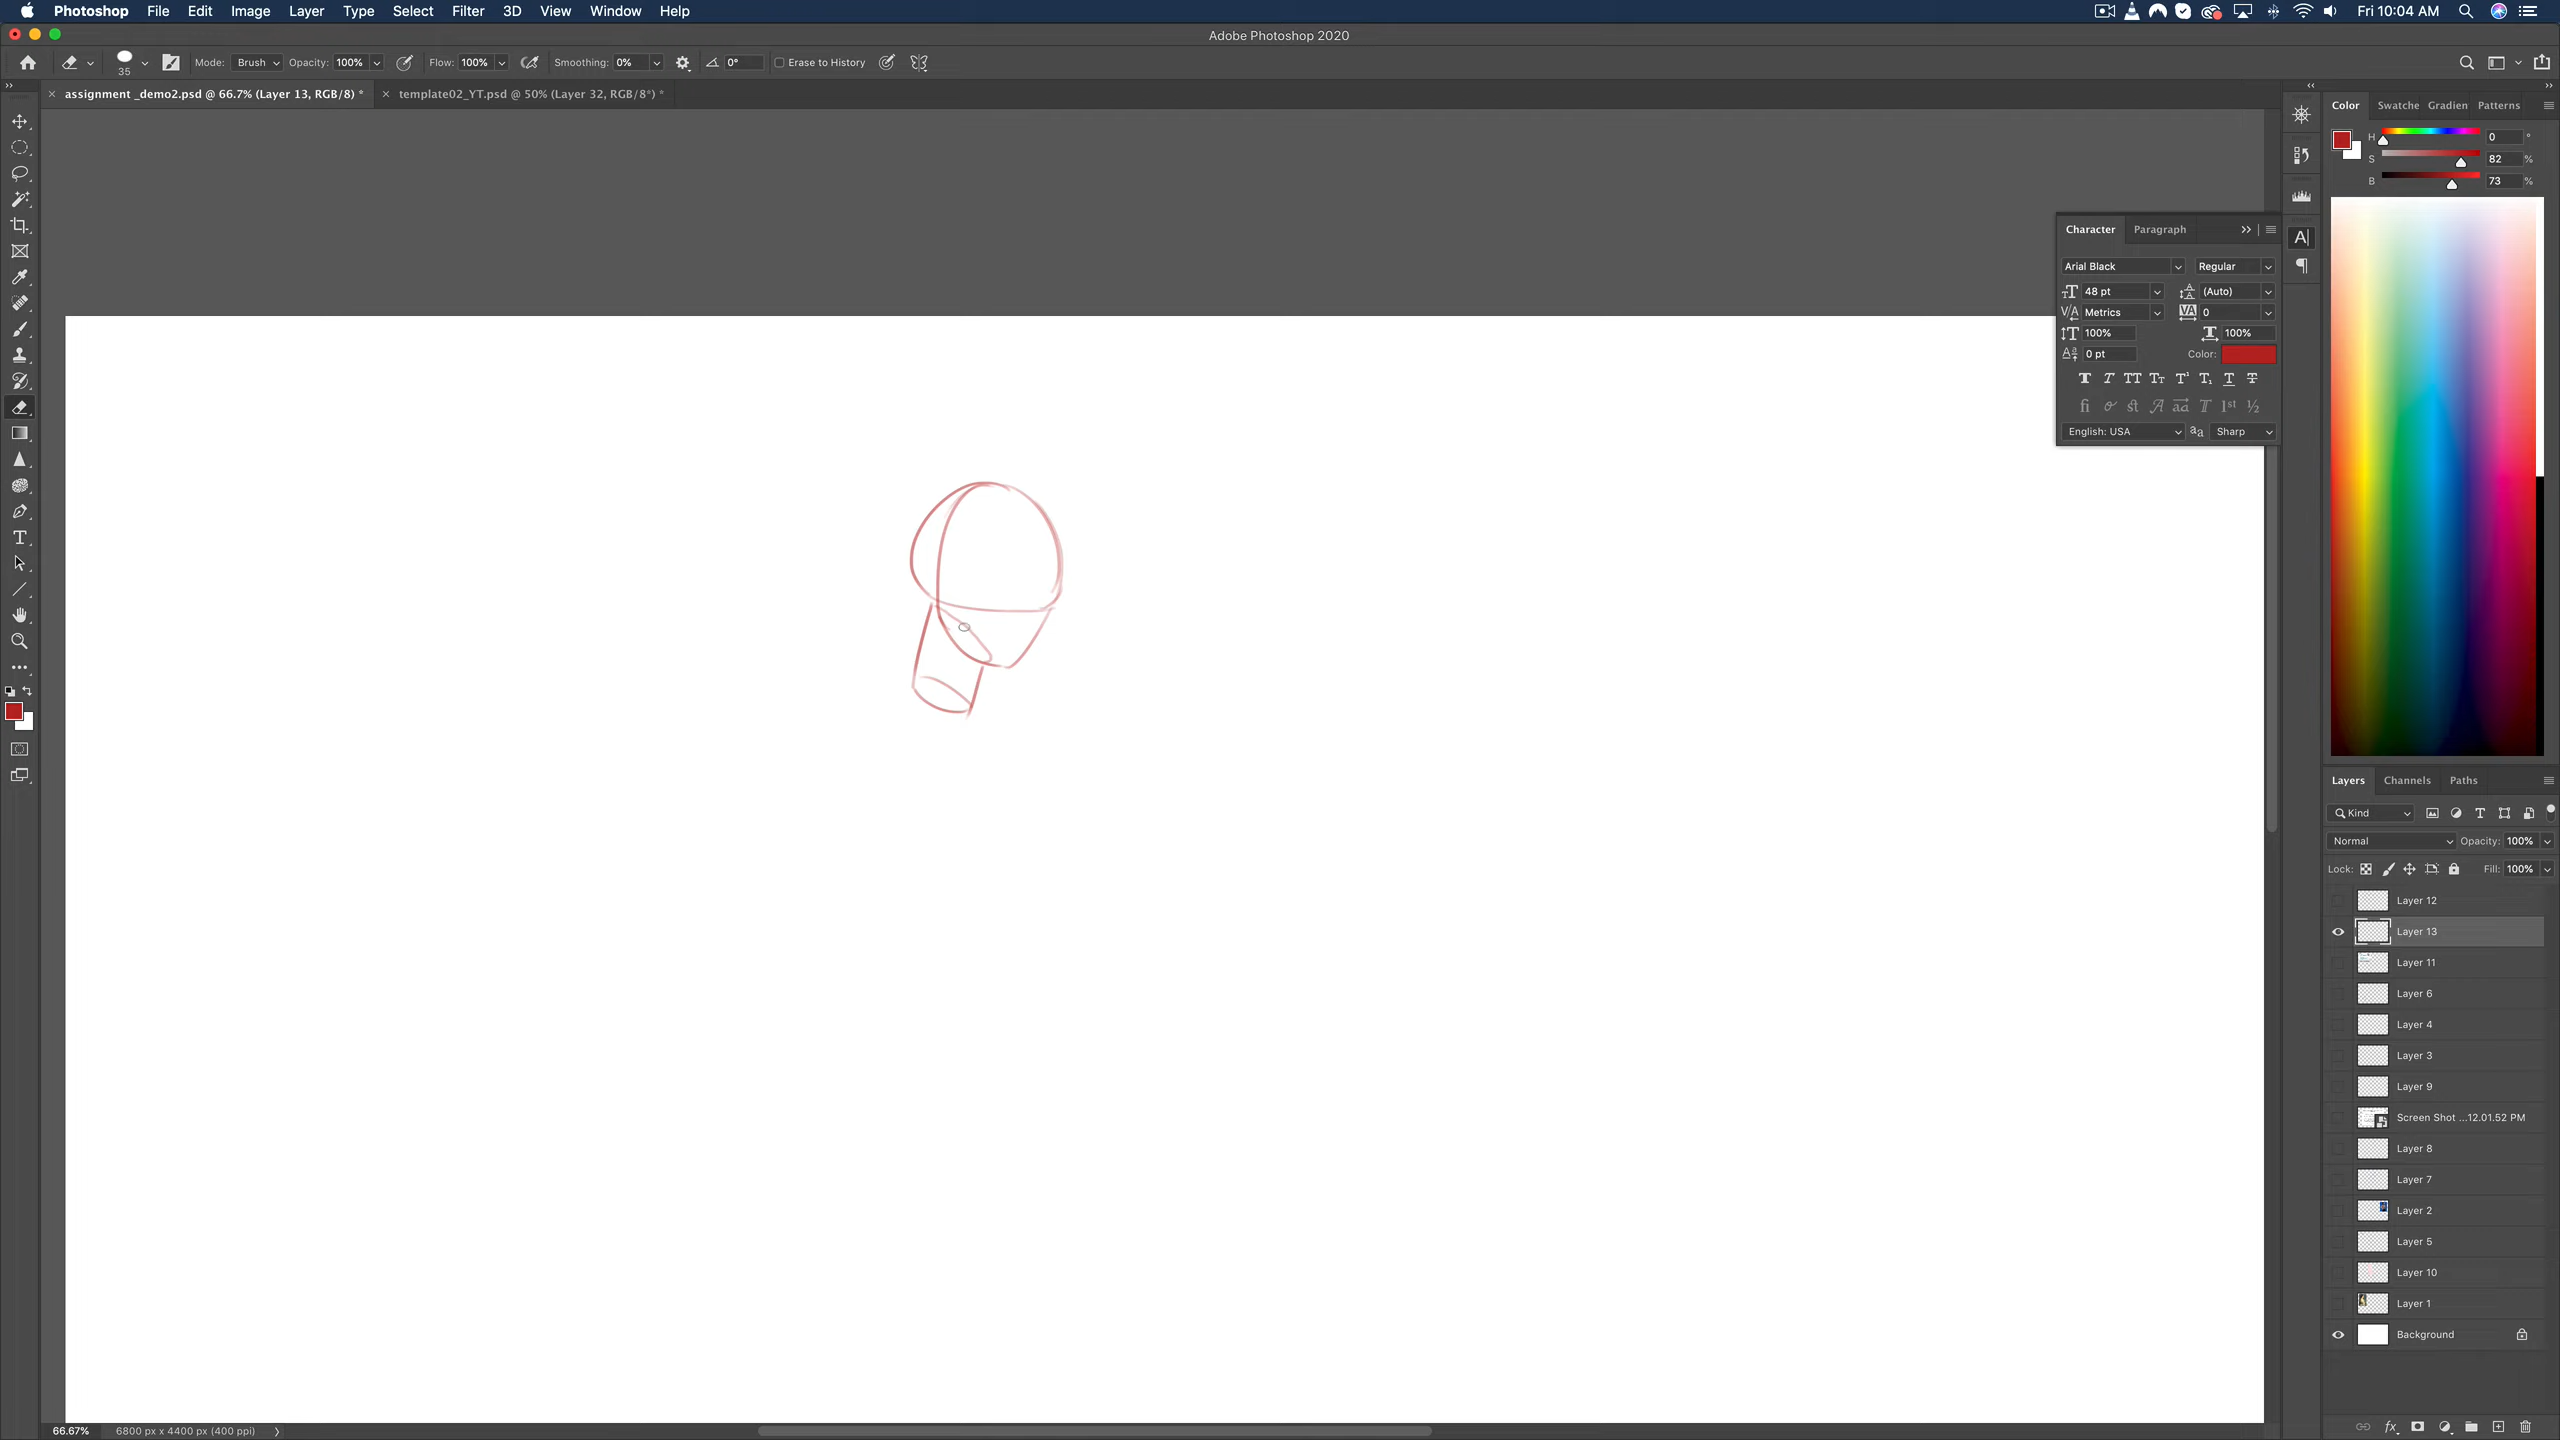 Photoshop File Edit Image Layer Type Select Filter 3D View Window Help Fri 10:04 AM
Adobe Photoshop 2020
35 Mode: Brush Opacity: 100% Flow: 100% Smoothing: 0% 0° Erase to History
assignment _demo2.psd @ 66.7% (Layer 13, RGB/8) * template02_YT.psd @ 50% (Layer 32, RGB/8*) *
Color Swatche Gradien Patterns
H 0 °
S 82 %
B 73 %
Character Paragraph
Arial Black Regular
48 pt (Auto)
Metrics 0
100% 100%
0 pt Color:
English: USA aa Sharp
Layers Channels Paths
Kind
Normal Opacity: 100%
Lock: Fill: 100%
Layer 12
Layer 13
Layer 11
Layer 6
Layer 4
Layer 3
Layer 9
Screen Shot ...12.01.52 PM
Layer 8
Layer 7
Layer 2
Layer 5
Layer 10
Layer 1
Background
66.67% 6800 px x 4400 px (400 ppi)